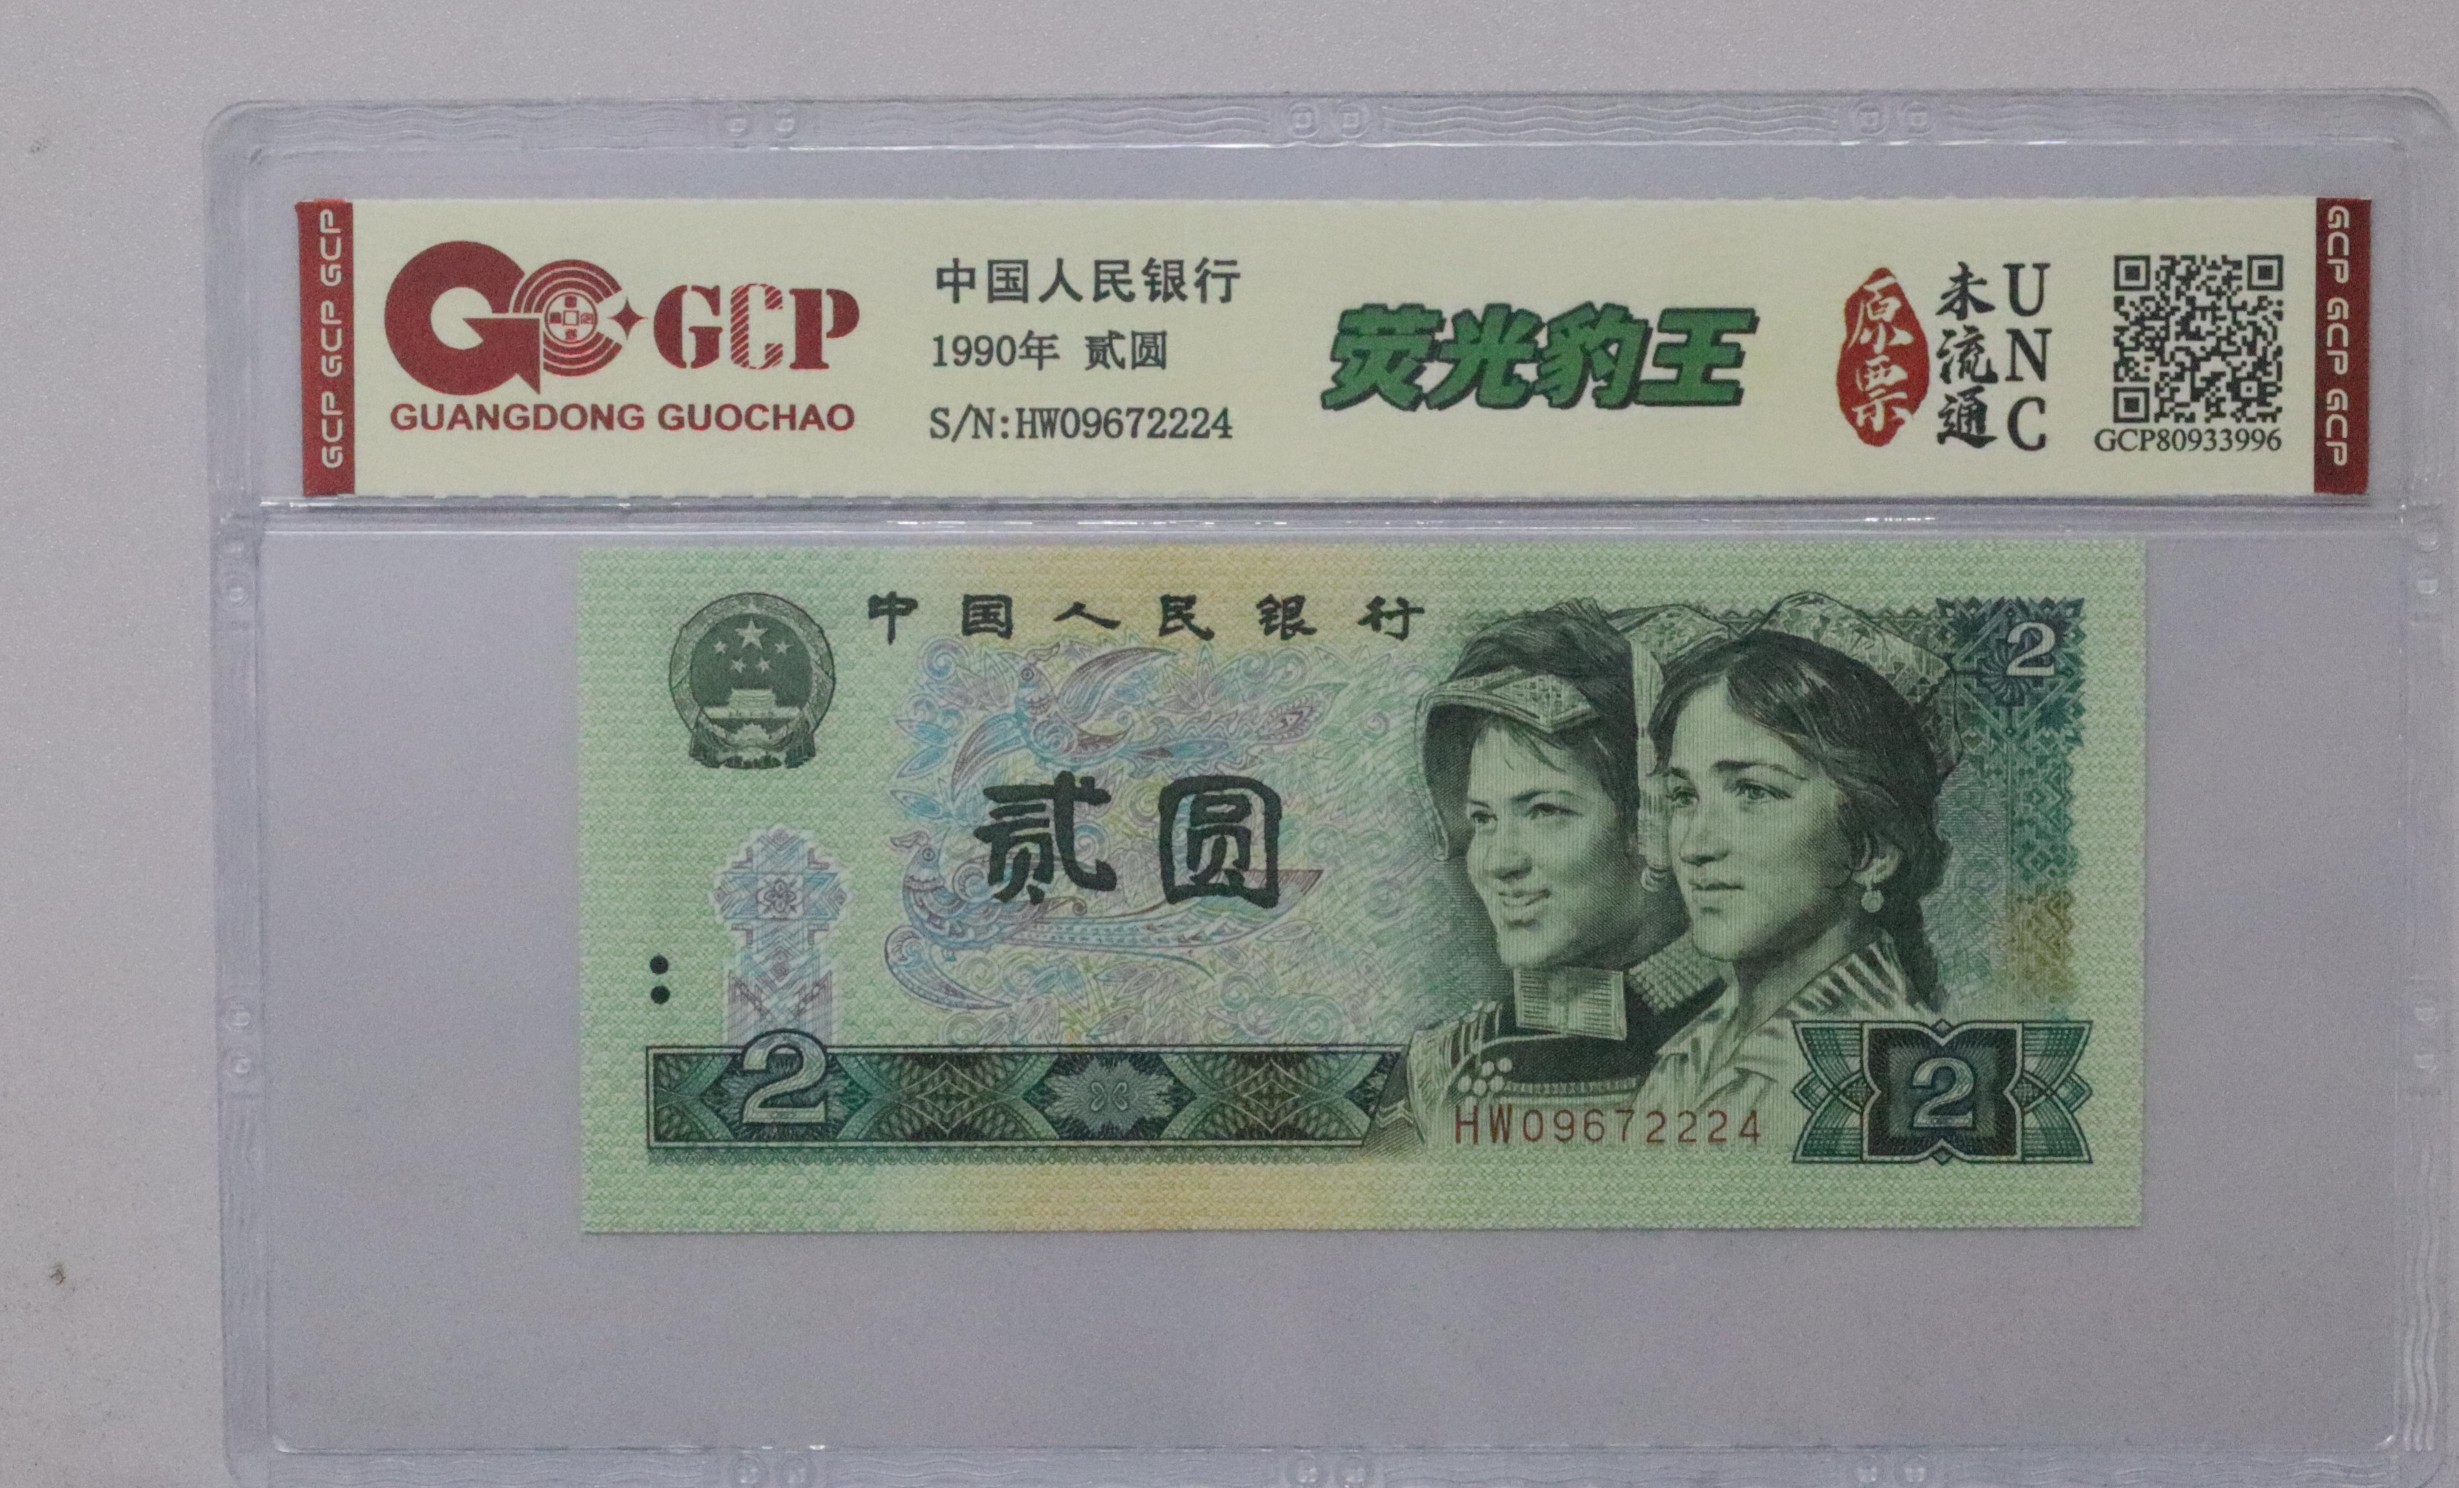 GCP GCP GCP
GCP
GUANGDONG GUOCHAO
中国人民银行
1990年 贰圆
S/N:HW09672224
荧光豹王
原票
未流通
UNC
GCP80933996
GCP GCP GCP
中国人民银行
2
贰圆
2
HW09672224
2